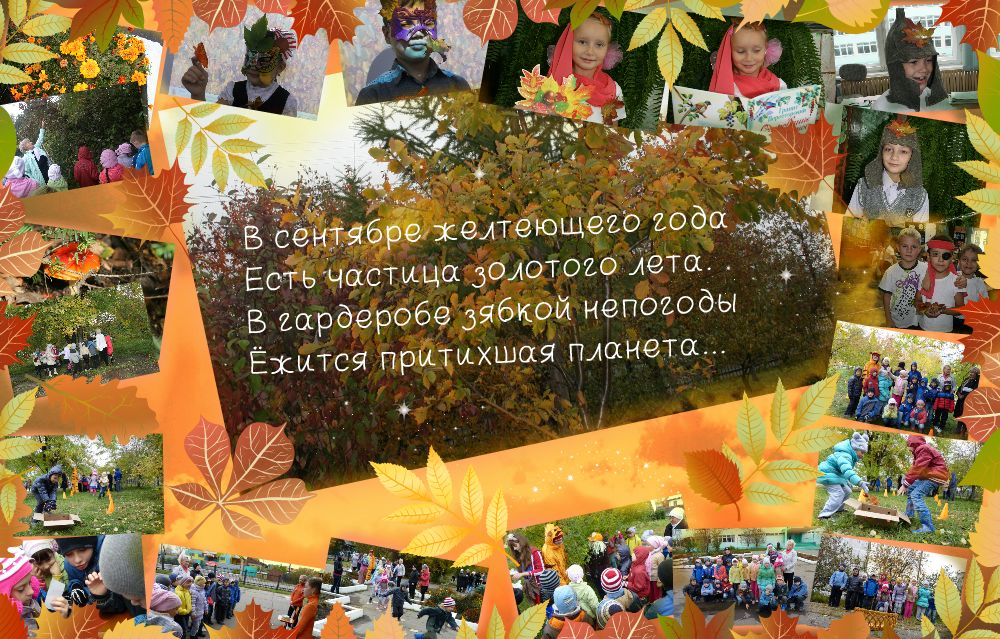 В сентябре желтеющего года
Есть частица золотого лета.
В гардеробе зябкой непогоды
Ёжится притихшая планета...